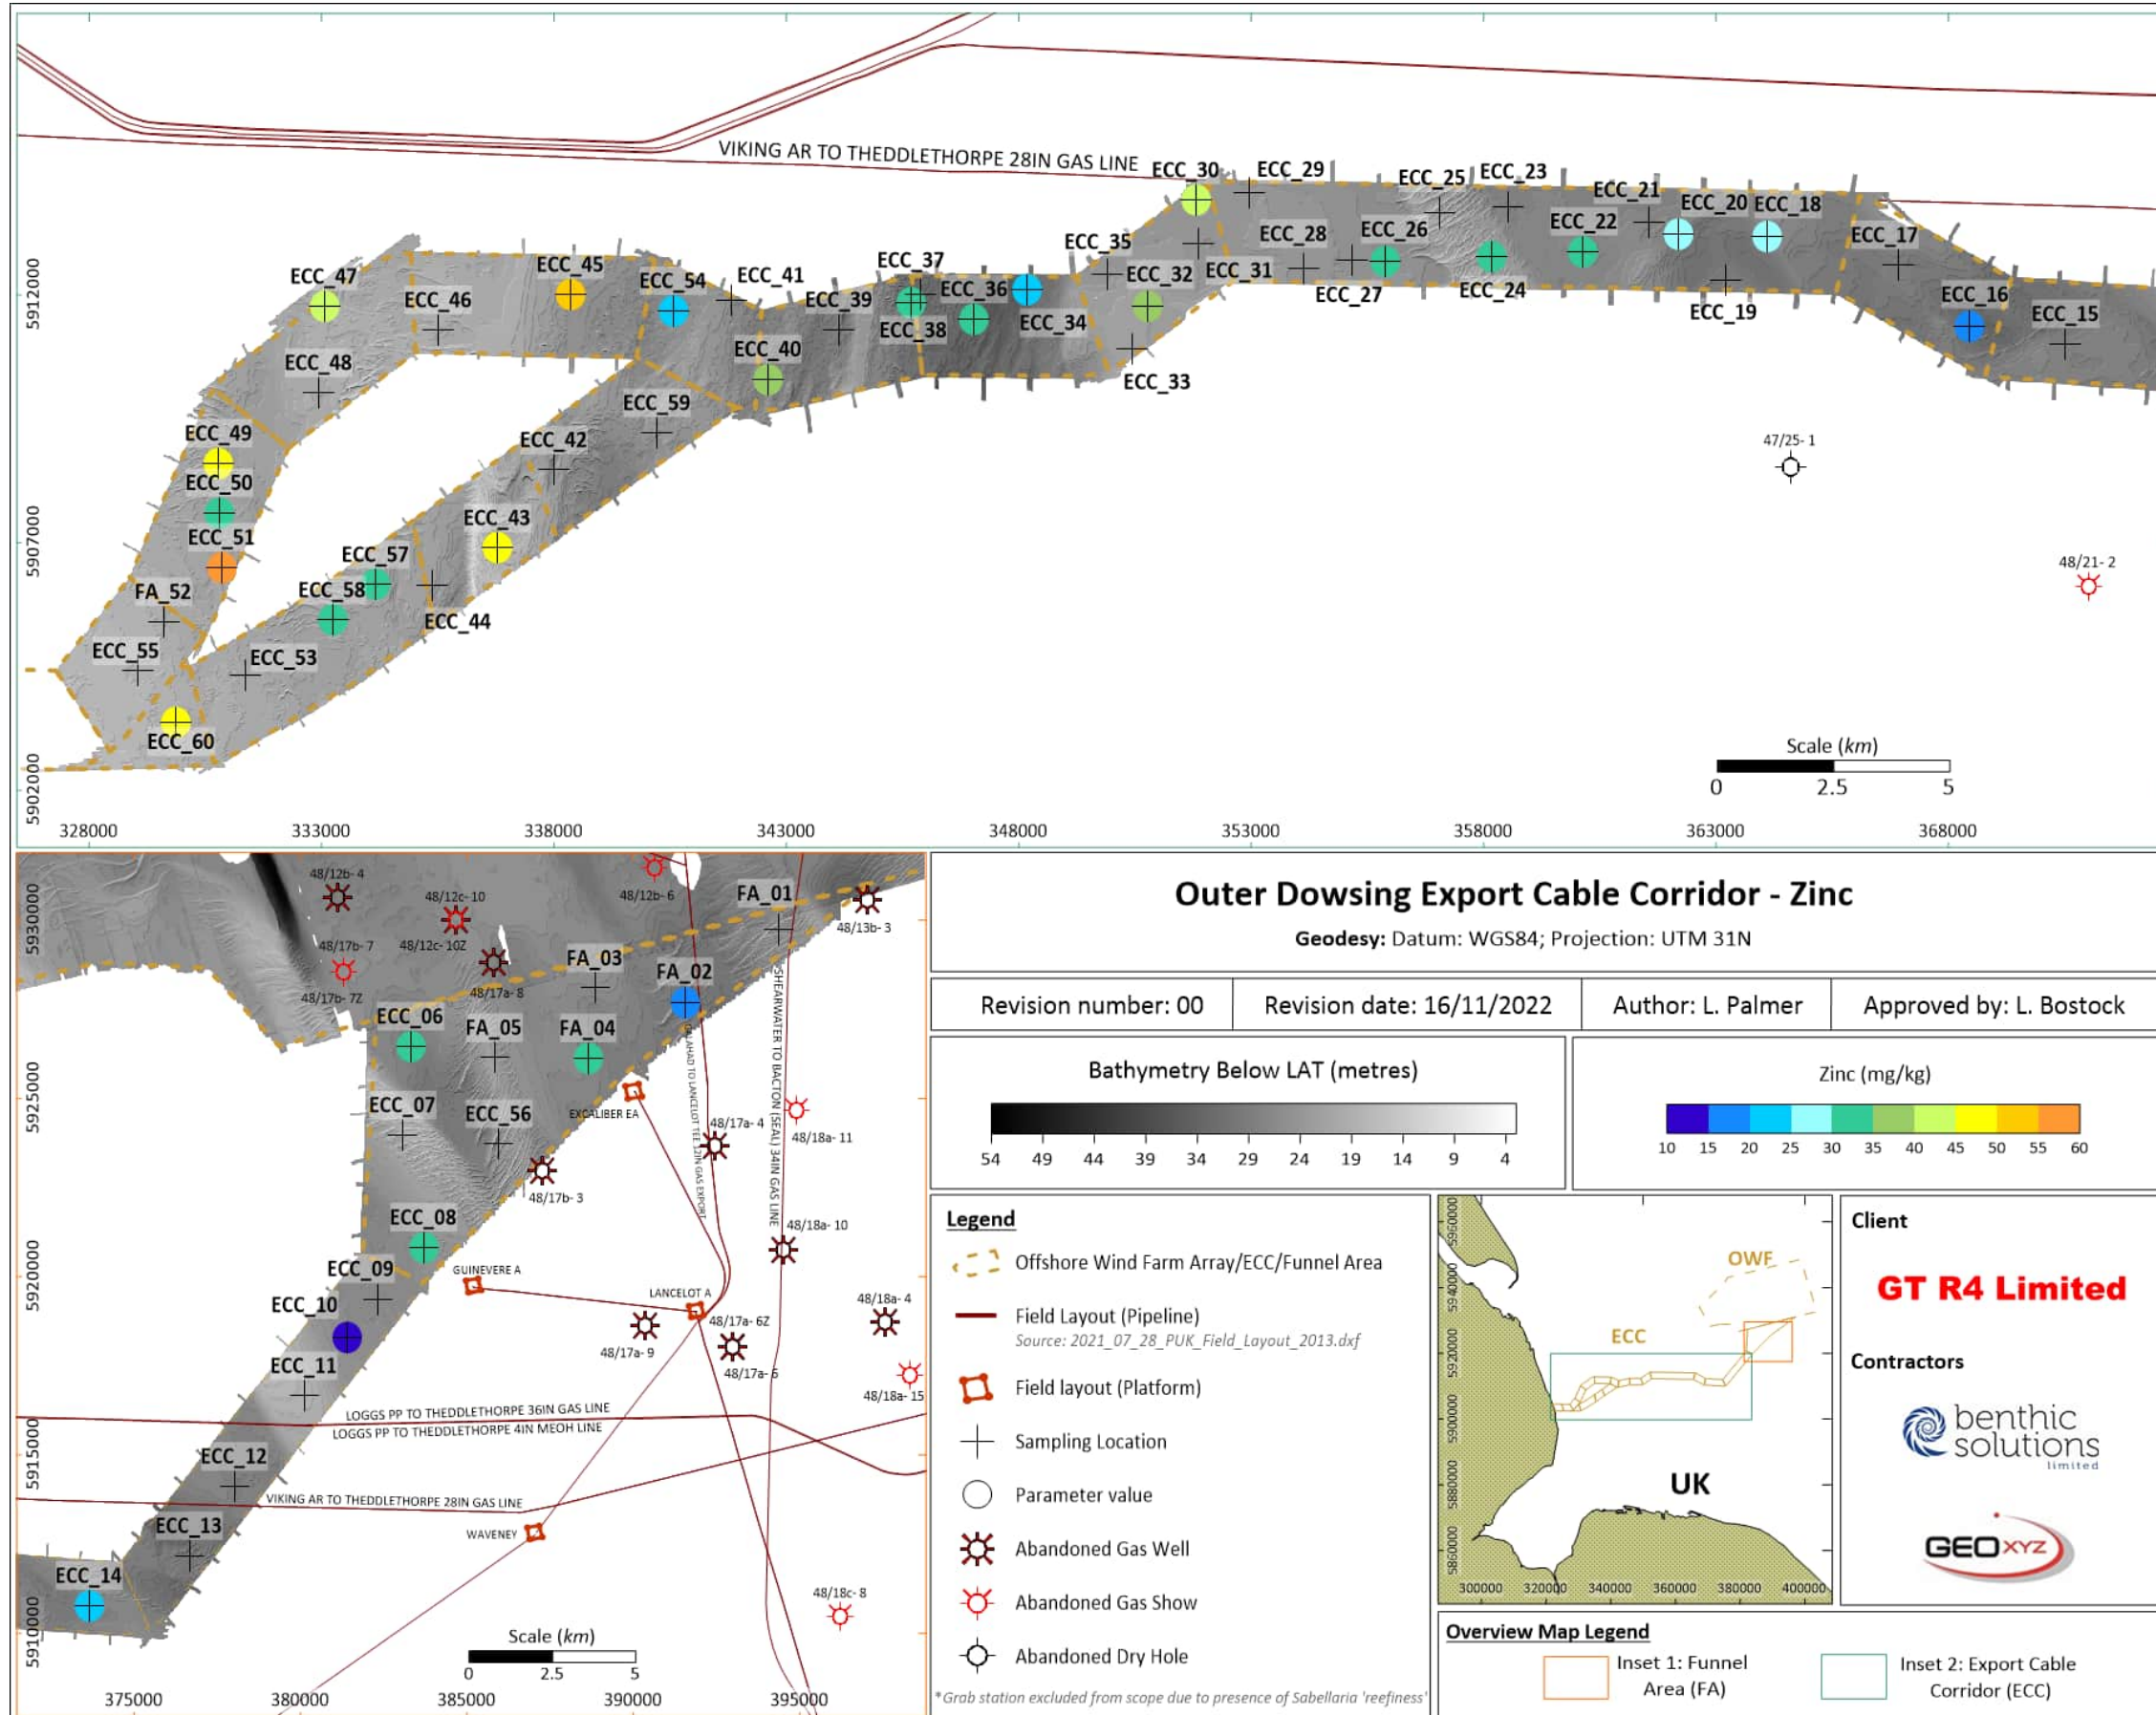 VIKING AR TO THEDDLETHORPE 28IN GAS LINE
ECC_30
ECC_29
ECC_25
ECC_23
ECC_21
ECC_20
ECC_18
ECC_22
ECC_17
ECC_28
ECC_26
ECC_35
ECC_37
ECC_47
ECC_45
ECC_54
ECC_41
ECC_46
ECC_39
ECC_36
ECC_32
ECC_31
ECC_27
ECC_24
ECC_19
ECC_16
ECC_15
ECC_38
ECC_34
ECC_40
ECC_48
ECC_33
ECC_59
ECC_49
ECC_42
47/25- 1
ECC_50
ECC_43
ECC_51
ECC_57
48/21- 2
FA_52
ECC_58
ECC_44
ECC_55
ECC_53
ECC_60
5912000
5907000
5902000
Scale (km)
0 2.5 5
328000 333000 338000 343000 348000 353000 358000 363000 368000
48/12b- 4
48/12c- 10
48/12b- 6
FA_01
48/13b- 3
48/17b- 7
48/12c- 10Z
FA_03
FA_02
48/17b- 7Z
48/17a- 8
ECC_06
FA_05
FA_04
ECC_07
ECC_56
EXCALIBER EA
48/17a- 4
48/18a- 11
SHEARWATER TO BACTON (SEAL) 34IN GAS LINE
LANCELOT TEE 12IN GAS EXPORT
48/17b- 3
ECC_08
48/18a- 10
ECC_09
GUINEVERE A
LANCELOT A
ECC_10
48/17a- 6Z
48/18a- 4
48/17a- 9
ECC_11
48/17a- 6
48/18a- 15
LOGGS PP TO THEDDLETHORPE 36IN GAS LINE
LOGGS PP TO THEDDLETHORPE 4IN MEOH LINE
ECC_12
VIKING AR TO THEDDLETHORPE 28IN GAS LINE
ECC_13
WAVENEY
ECC_14
48/18c- 8
Scale (km)
0 2.5 5
5930000
5925000
5920000
5915000
5910000
375000 380000 385000 390000 395000
Outer Dowsing Export Cable Corridor - Zinc
Geodesy: Datum: WGS84; Projection: UTM 31N
Revision number: 00
Revision date: 16/11/2022
Author: L. Palmer
Approved by: L. Bostock
Bathymetry Below LAT (metres)
54 49 44 39 34 29 24 19 14 9 4
Zinc (mg/kg)
10 15 20 25 30 35 40 45 50 55 60
Legend
Offshore Wind Farm Array/ECC/Funnel Area
Field Layout (Pipeline)
Source: 2021_07_28_PUK_Field_Layout_2013.dxf
Field layout (Platform)
Sampling Location
Parameter value
Abandoned Gas Well
Abandoned Gas Show
Abandoned Dry Hole
*Grab station excluded from scope due to presence of Sabellaria 'reefiness'
OWF
ECC
UK
5940000
5920000
5900000
5880000
5860000
300000 320000 340000 360000 380000 400000
Overview Map Legend
Inset 1: Funnel
Area (FA)
Inset 2: Export Cable
Corridor (ECC)
Client
GT R4 Limited
Contractors
benthic
solutions
limited
GEOXYZ